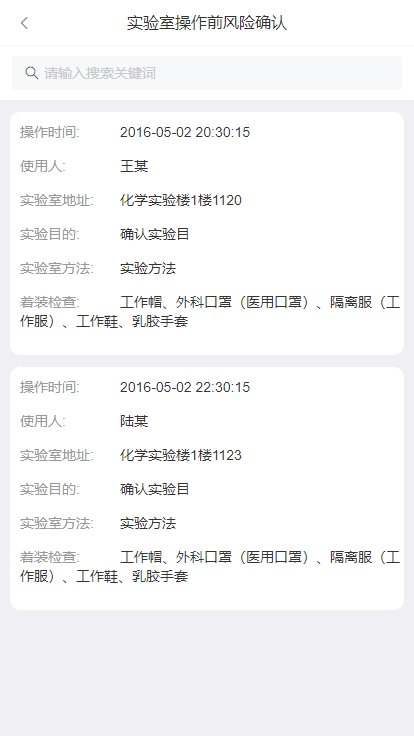 实验室操作前风险确认
请输入搜索关键词
操作时间: 2016-05-02 20:30:15
使用人: 王某
实验室地址: 化学实验楼1楼1120
实验目的: 确认实验目
实验室方法: 实验方法
着装检查: 工作帽、外科口罩（医用口罩）、隔离服（工
作服）、工作鞋、乳胶手套
操作时间: 2016-05-02 22:30:15
使用人: 陆某
实验室地址: 化学实验楼1楼1123
实验目的: 确认实验目
实验室方法: 实验方法
着装检查: 工作帽、外科口罩（医用口罩）、隔离服（工
作服）、工作鞋、乳胶手套